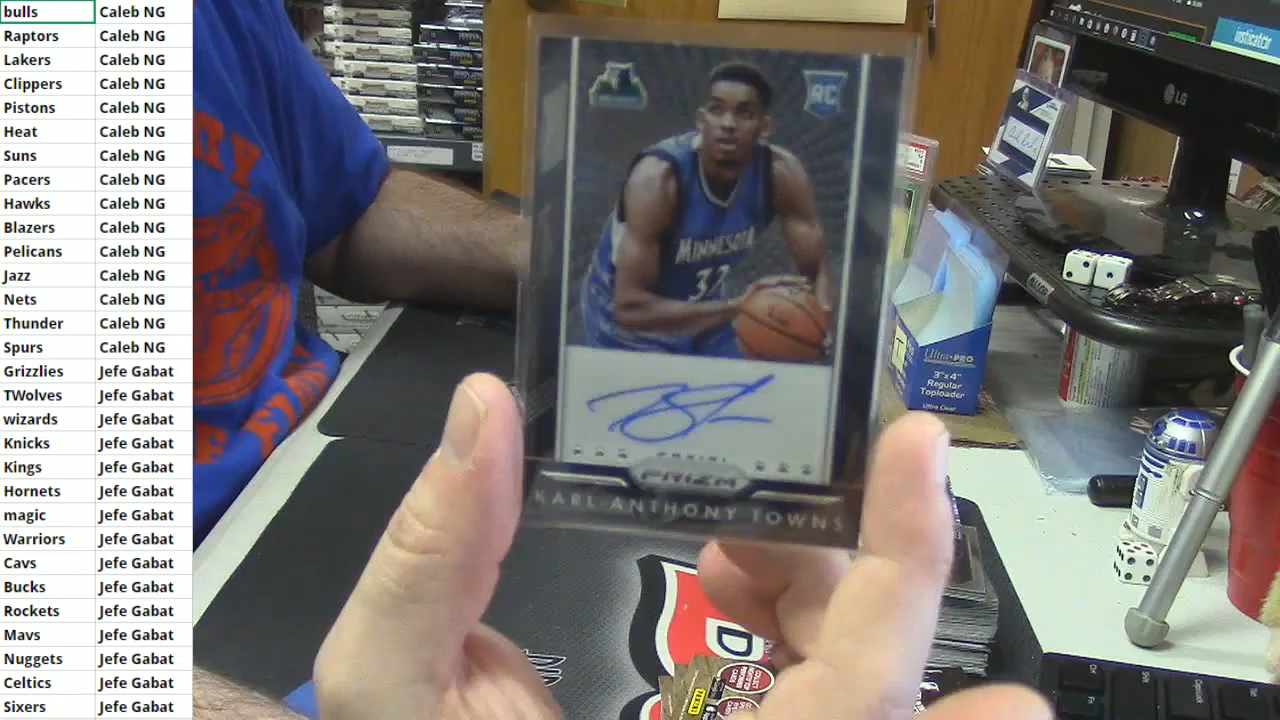 bulls Caleb NG
Raptors Caleb NG
Lakers Caleb NG
Clippers Caleb NG
Pistons Caleb NG
Heat Caleb NG
Suns Caleb NG
Pacers Caleb NG
Hawks Caleb NG
Blazers Caleb NG
Pelicans Caleb NG
Jazz Caleb NG
Nets Caleb NG
Thunder Caleb NG
Spurs Caleb NG
Grizzlies Jefe Gabat
TWolves Jefe Gabat
wizards Jefe Gabat
Knicks Jefe Gabat
Kings Jefe Gabat
Hornets Jefe Gabat
magic Jefe Gabat
Warriors Jefe Gabat
Cavs Jefe Gabat
Bucks Jefe Gabat
Rockets Jefe Gabat
Mavs Jefe Gabat
Nuggets Jefe Gabat
Celtics Jefe Gabat
Sixers Jefe Gabat
RC
MINNESOTA
32
PRIZM
KARL-ANTHONY TOWNS
insticator
LG
Ultra-PRO
3"x4"
Regular
Toploader
Ultra Clear
D